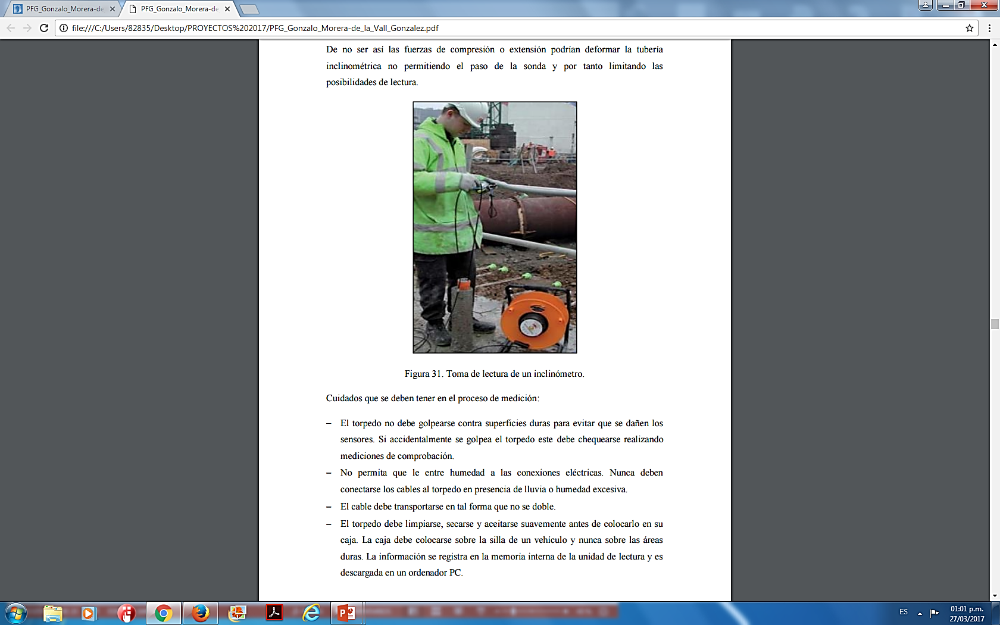 PFG_Gonzalo_Morera-de
PFG_Gonzalo_Morera-de
file:///C:/Users/82835/Desktop/PROYECTOS%202017/PFG_Gonzalo_Morera-de_la_Vall_Gonzalez.pdf
De no ser así las fuerzas de compresión o extensión podrían deformar la tubería
inclinométrica no permitiendo el paso de la sonda y por tanto limitando las
posibilidades de lectura.
Figura 31. Toma de lectura de un inclinómetro.
Cuidados que se deben tener en el proceso de medición:
– El torpedo no debe golpearse contra superficies duras para evitar que se dañen los
sensores. Si accidentalmente se golpea el torpedo este debe chequearse realizando
mediciones de comprobación.
– No permita que le entre humedad a las conexiones eléctricas. Nunca deben
conectarse los cables al torpedo en presencia de lluvia o humedad excesiva.
– El cable debe transportarse en tal forma que no se doble.
– El torpedo debe limpiarse, secarse y aceitarse suavemente antes de colocarlo en su
caja. La caja debe colocarse sobre la silla de un vehículo y nunca sobre las áreas
duras. La información se registra en la memoria interna de la unidad de lectura y es
descargada en un ordenador PC.
ES
01:01 p.m.
27/03/2017